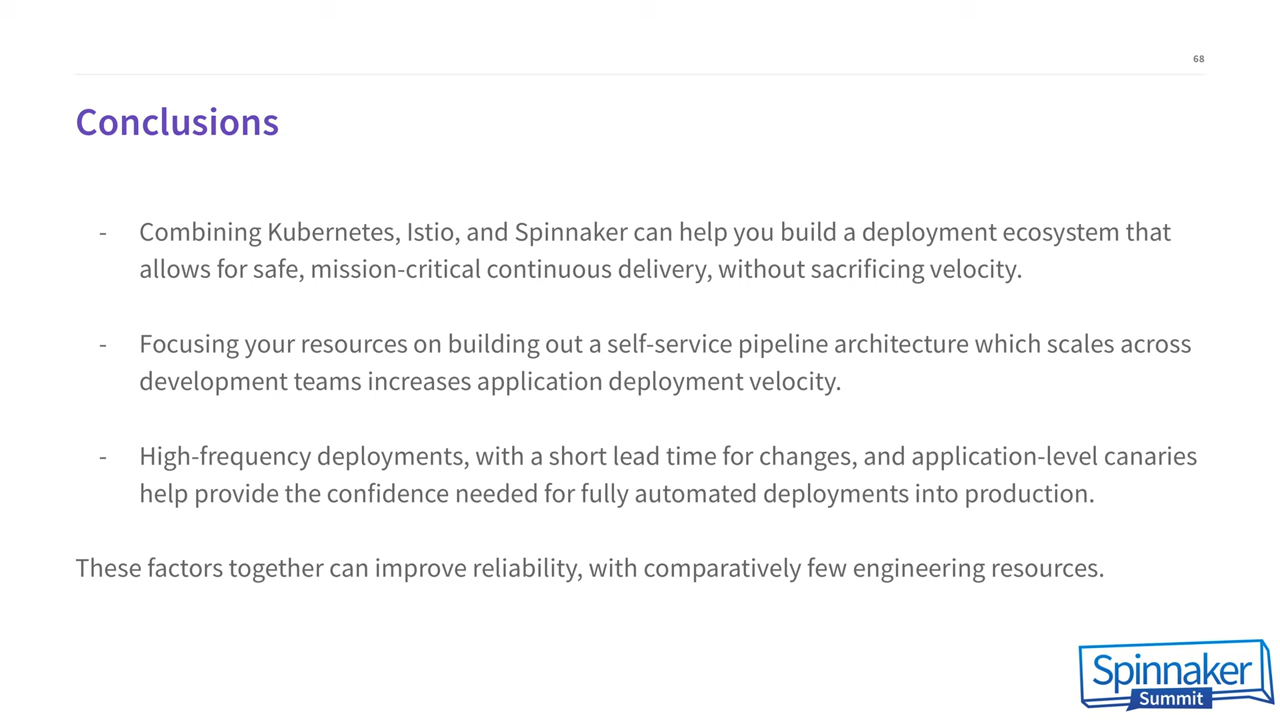 68
Conclusions
- Combining Kubernetes, Istio, and Spinnaker can help you build a deployment ecosystem that
allows for safe, mission-critical continuous delivery, without sacrificing velocity.
- Focusing your resources on building out a self-service pipeline architecture which scales across
development teams increases application deployment velocity.
- High-frequency deployments, with a short lead time for changes, and application-level canaries
help provide the confidence needed for fully automated deployments into production.
These factors together can improve reliability, with comparatively few engineering resources.
Spinnaker
Summit